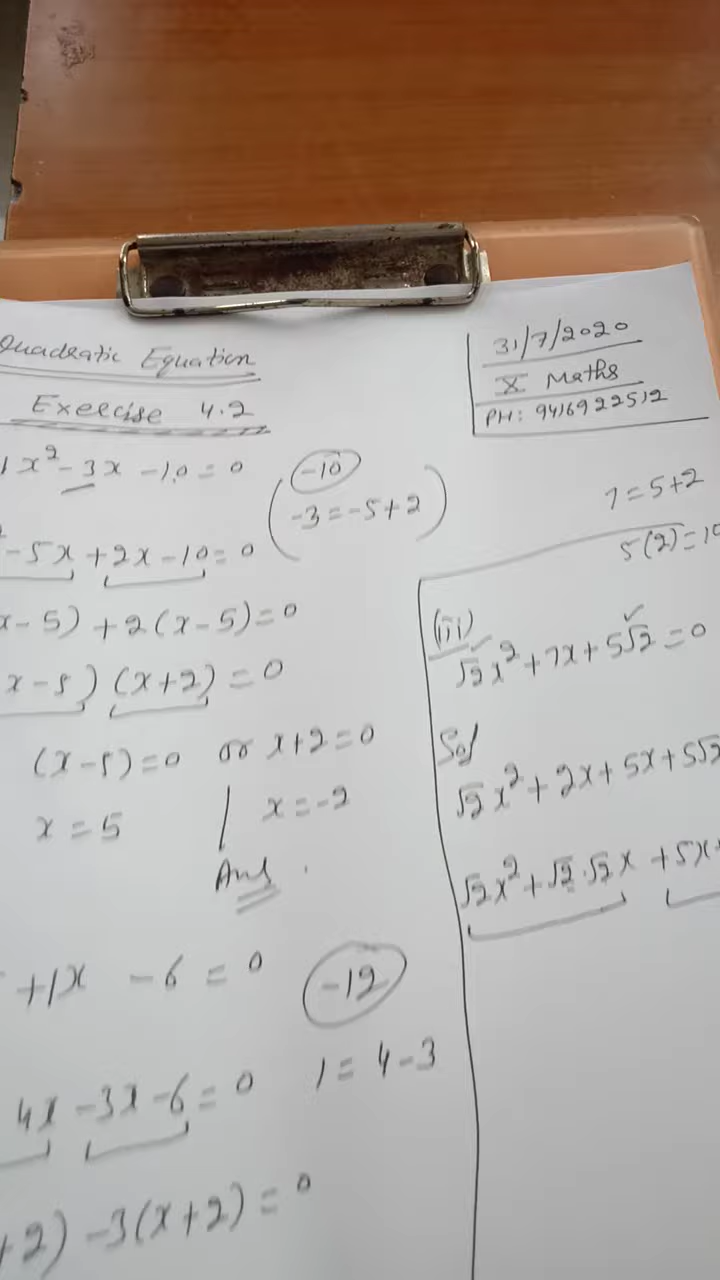 Quadratic Equation
Exercise 4.2
31/7/2020
X Maths
PH: 9416922512
1x² - 3x - 10 = 0
-10
-3 = -5+2
-5x + 2x - 10 = 0
x - 5) + 2(x - 5) = 0
x - 5) (x + 2) = 0
(x - 5) = 0 or x + 2 = 0
x = 5 | x = -2
Ans.
+1x - 6 = 0
-12
4x - 3x - 6 = 0
1 = 4 - 3
+2) - 3(x + 2) = 0
7 = 5+2
5(2) = 10
(iii)
√2x² + 7x + 5√2 = 0
Sol
√2x² + 2x + 5x + 5√2
√2x² + √2·√2x + 5x